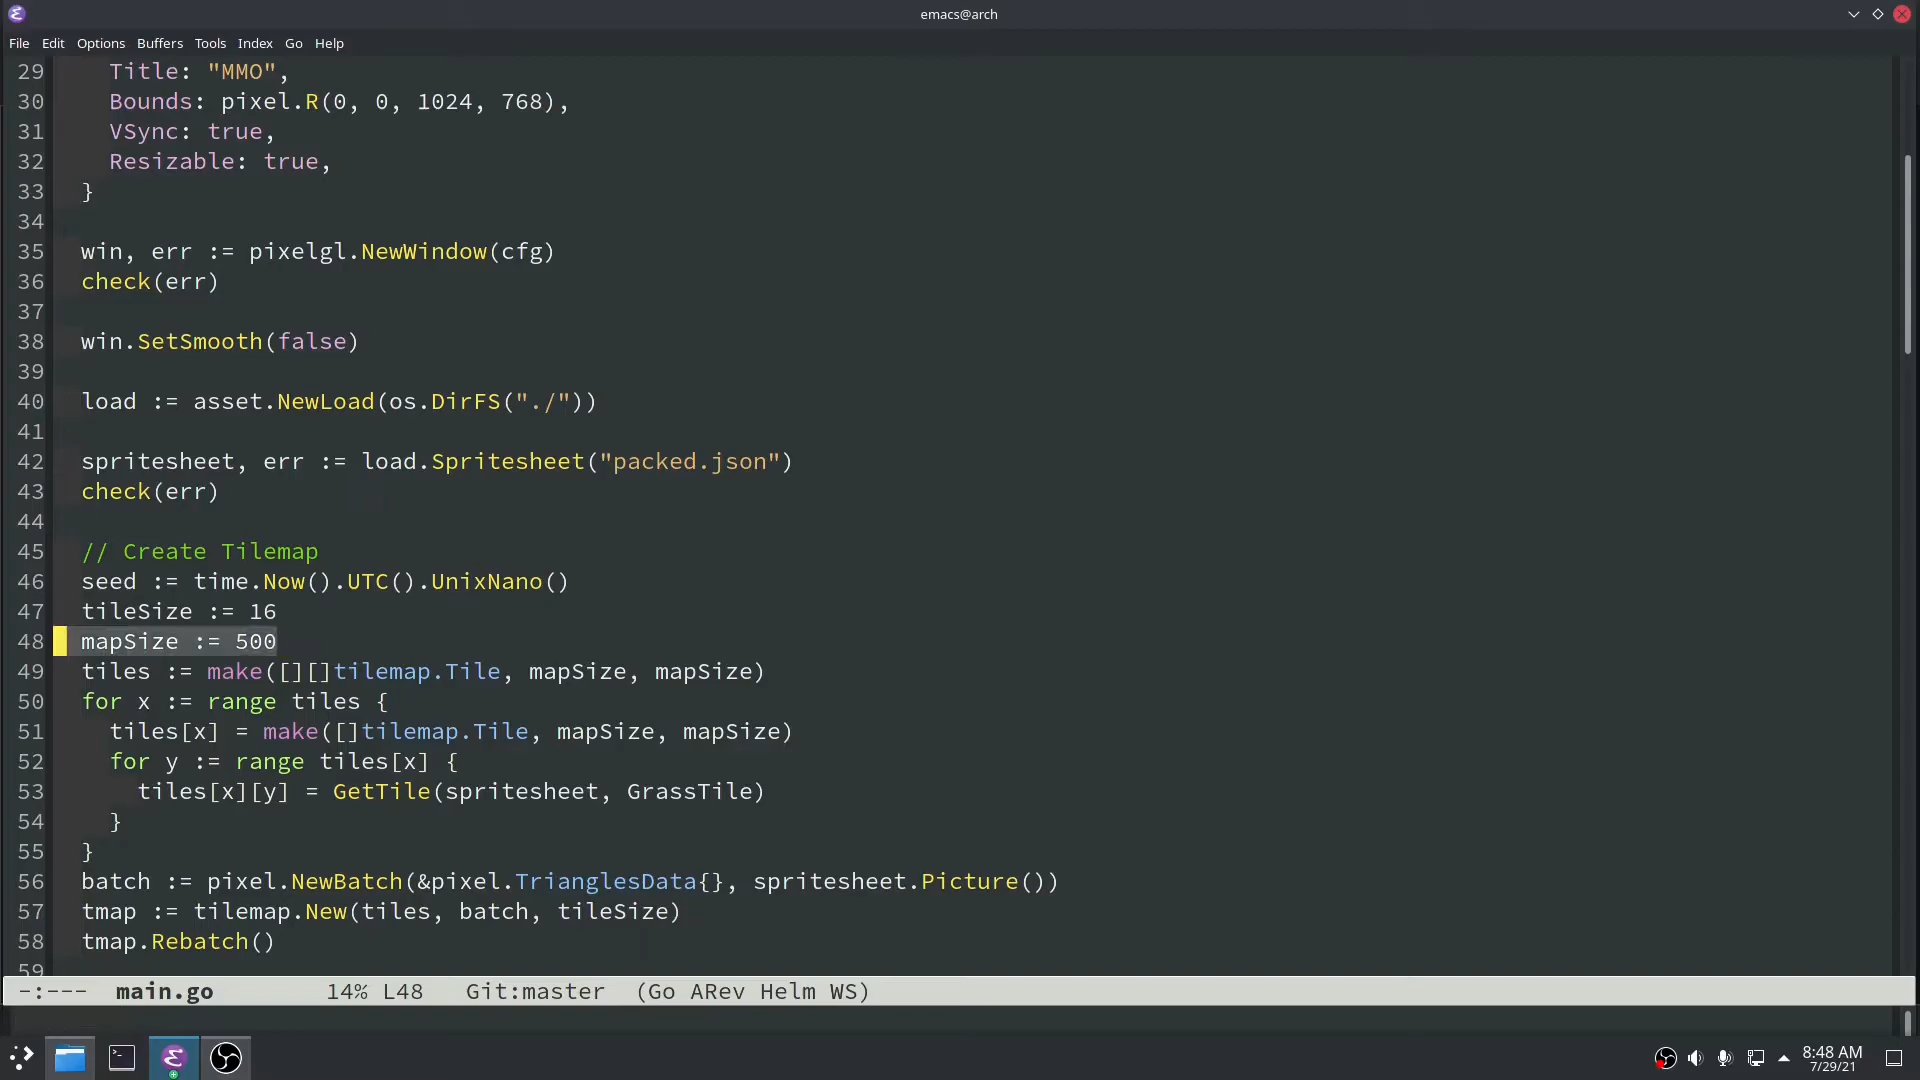 emacs@arch
File Edit Options Buffers Tools Index Go Help
29     Title: "MMO",
30     Bounds: pixel.R(0, 0, 1024, 768),
31     VSync: true,
32     Resizable: true,
33   }
34
35   win, err := pixelgl.NewWindow(cfg)
36   check(err)
37
38   win.SetSmooth(false)
39
40   load := asset.NewLoad(os.DirFS("./"))
41
42   spritesheet, err := load.Spritesheet("packed.json")
43   check(err)
44
45   // Create Tilemap
46   seed := time.Now().UTC().UnixNano()
47   tileSize := 16
48   mapSize := 500
49   tiles := make([][]tilemap.Tile, mapSize, mapSize)
50   for x := range tiles {
51     tiles[x] = make([]tilemap.Tile, mapSize, mapSize)
52     for y := range tiles[x] {
53       tiles[x][y] = GetTile(spritesheet, GrassTile)
54     }
55   }
56   batch := pixel.NewBatch(&pixel.TrianglesData{}, spritesheet.Picture())
57   tmap := tilemap.New(tiles, batch, tileSize)
58   tmap.Rebatch()
59
-:--- main.go 14% L48 Git:master (Go ARev Helm WS)
8:48 AM
7/29/21